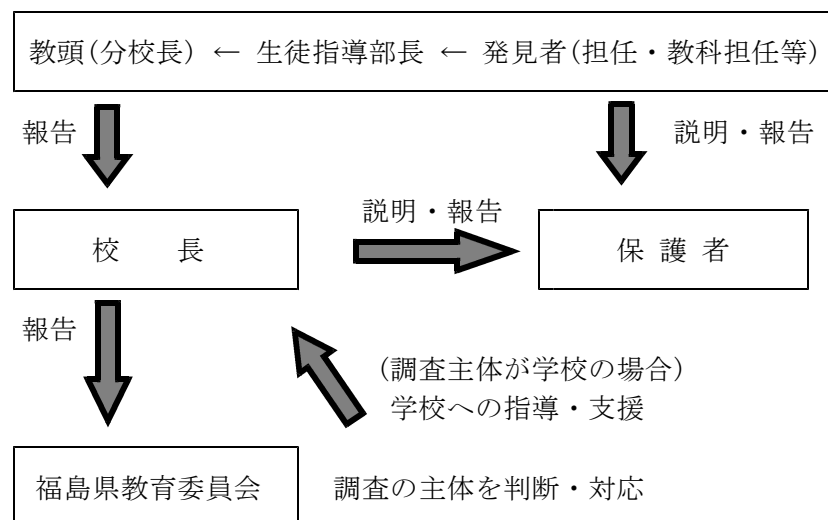 教頭(分校長) ← 生徒指導部長 ← 発見者(担任・教科担任等)
報告
説明・報告
説明・報告
校　　長
保 護 者
報告
(調査主体が学校の場合)
学校への指導・支援
福島県教育委員会
調査の主体を判断・対応